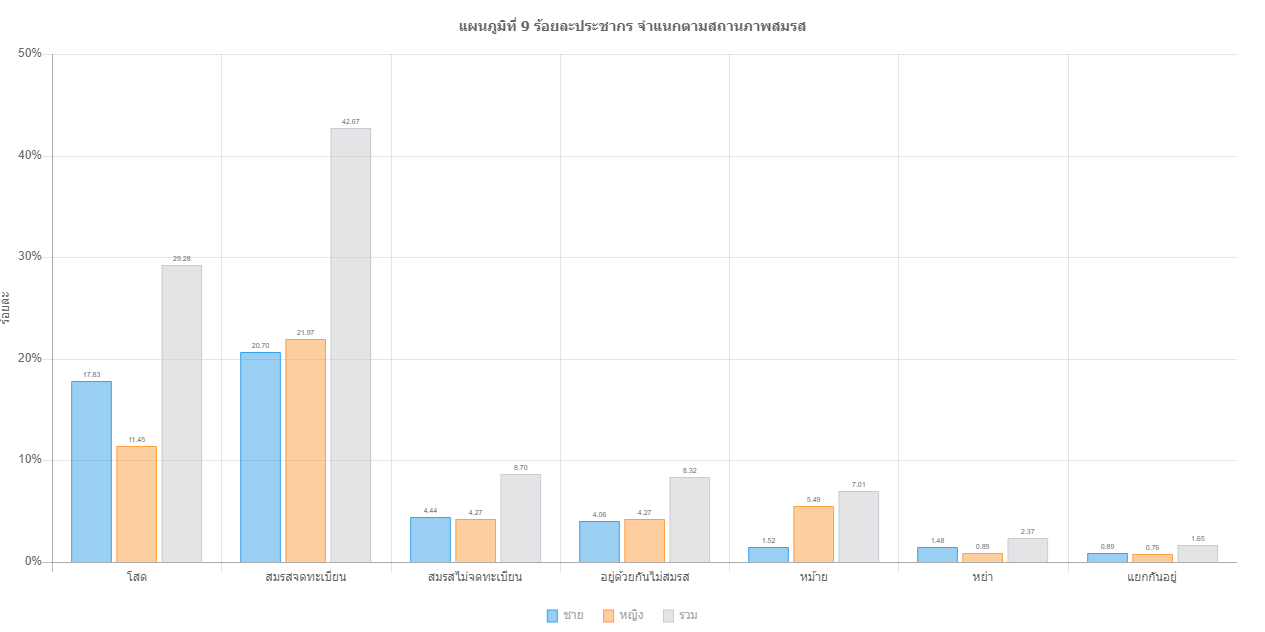 แผนภูมิที่ 9 ร้อยละประชากร จำแนกตามสถานภาพสมรส
50%
40%
30%
20%
10%
0%
ร้อยละ
17.83 11.45 29.28
20.70 21.97 42.67
4.44 4.27 8.70
4.06 4.27 8.32
1.52 5.49 7.01
1.48 0.89 2.37
0.89 0.76 1.65
โสด สมรสจดทะเบียน สมรสไม่จดทะเบียน อยู่ด้วยกันไม่สมรส หม้าย หย่า แยกกันอยู่
ชาย หญิง รวม